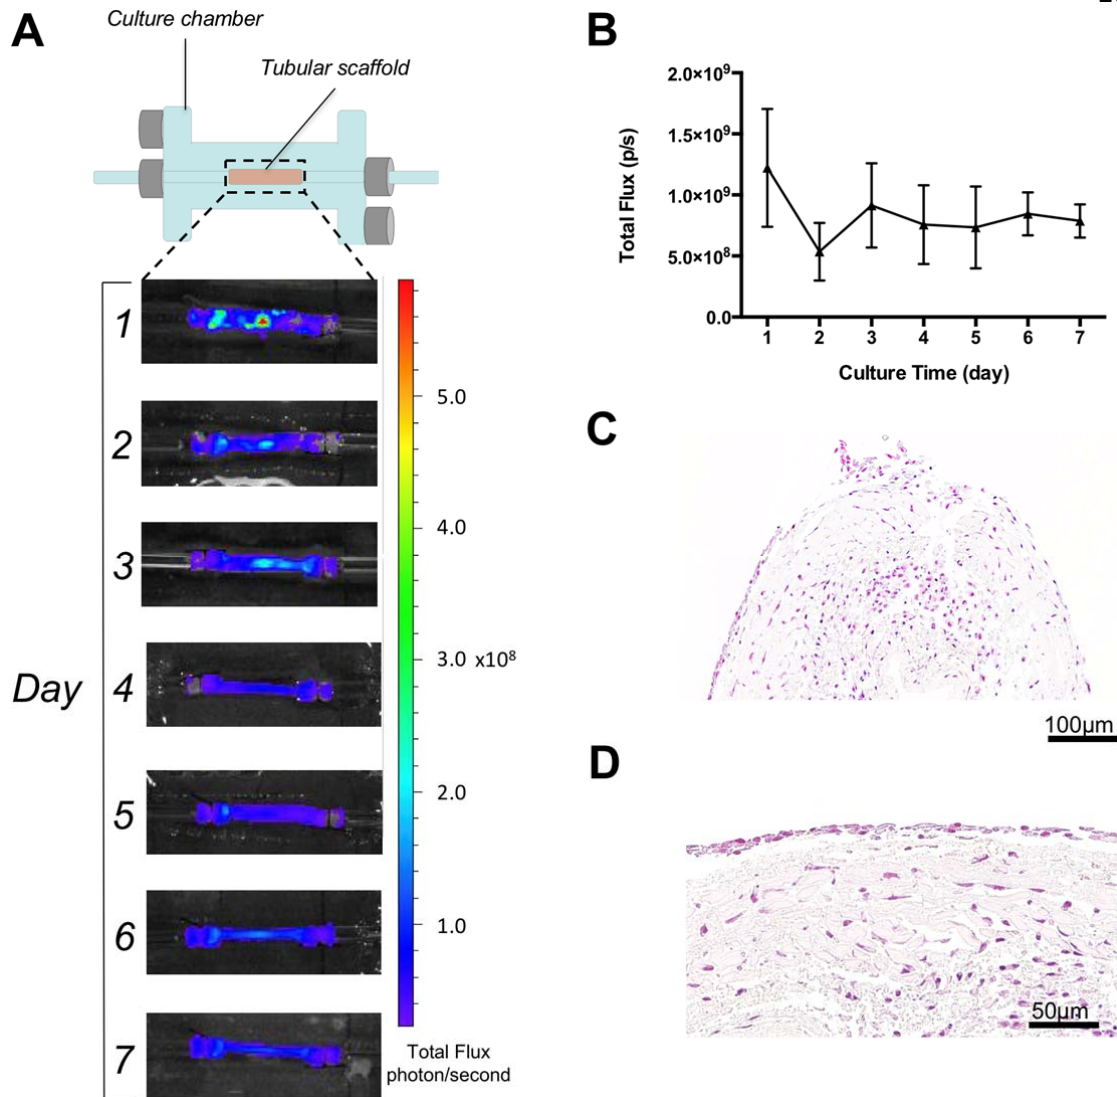 A
Culture chamber
Tubular scaffold
Day
1
2
3
4
5
6
7
5.0
4.0
3.0 x10⁸
2.0
1.0
Total Flux
photon/second
B
Total Flux (p/s)
2.0×10⁹
1.5×10⁹
1.0×10⁹
5.0×10⁸
0.0
1 2 3 4 5 6 7
Culture Time (day)
C
100µm
D
50µm